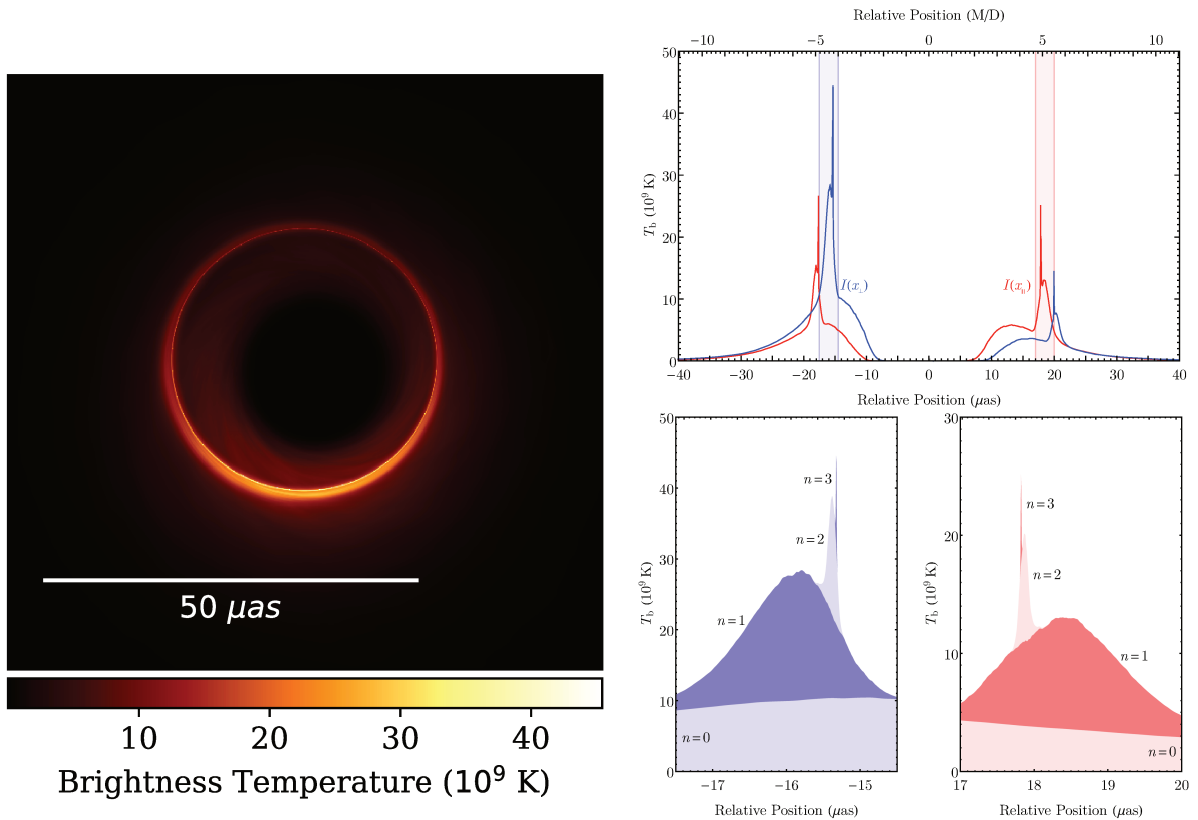 50 μas
10 20 30 40
Brightness Temperature (10⁹ K)
Relative Position (M/D)
−10 −5 0 5 10
50
40
30
20
10
0
T_b (10⁹ K)
I(x_⊥)
I(x_∥)
−40 −30 −20 −10 0 10 20 30 40
Relative Position (μas)
50
40
30
20
10
0
T_b (10⁹ K)
n=3
n=2
n=1
n=0
−17 −16 −15
Relative Position (μas)
30
20
10
0
T_b (10⁹ K)
n=3
n=2
n=1
n=0
17 18 19 20
Relative Position (μas)